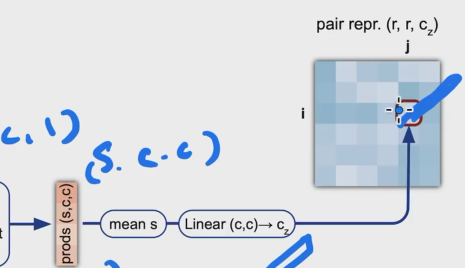 pair repr. (r, r, c_z)
j
i
c, 1)
(s. c. c)
prods (s,c,c)
mean s
Linear (c,c)→ c_z
t